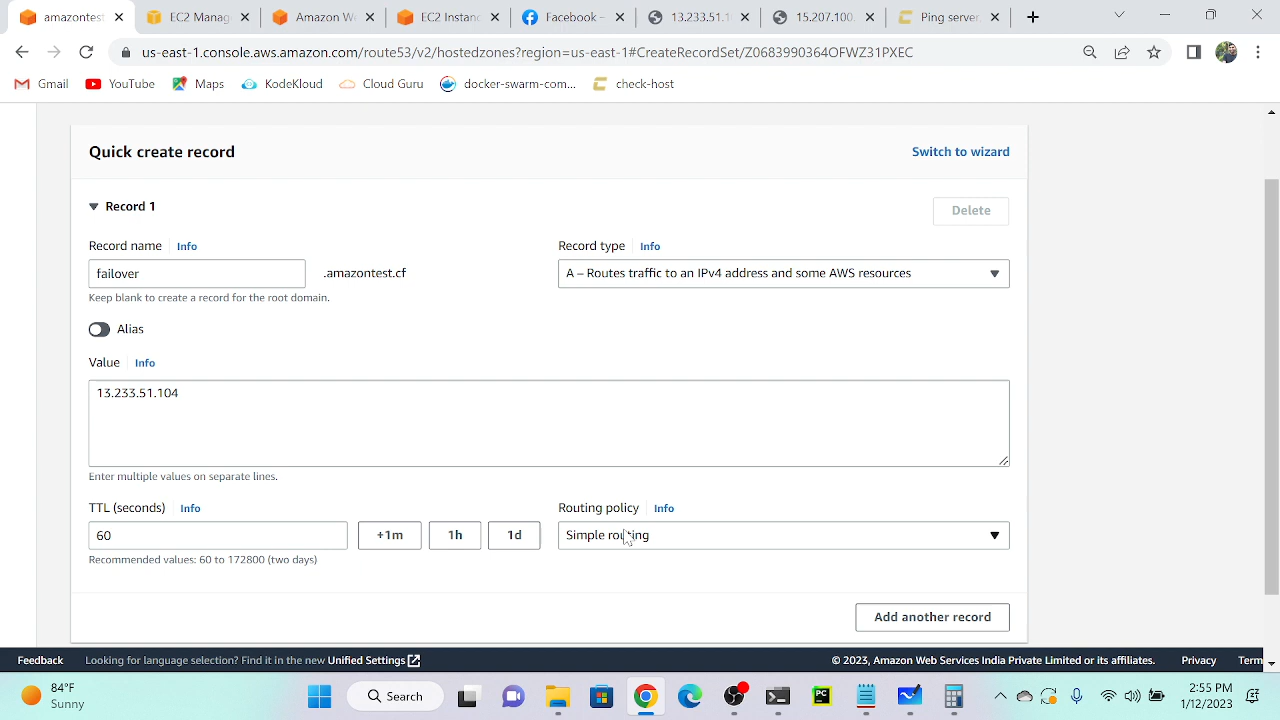 amazontest
EC2 Manag
Amazon W
EC2 Instanc
Facebook –
13.233.51.1
15.207.100.
Ping server,
us-east-1.console.aws.amazon.com/route53/v2/hostedzones?region=us-east-1#CreateRecordSet/Z0683990364OFWZ31PXEC
Gmail
YouTube
Maps
KodeKloud
Cloud Guru
docker-swarm-com...
check-host
Quick create record
Switch to wizard
Record 1
Delete
Record name Info
Record type Info
failover
.amazontest.cf
A – Routes traffic to an IPv4 address and some AWS resources
Keep blank to create a record for the root domain.
Alias
Value Info
13.233.51.104
Enter multiple values on separate lines.
TTL (seconds) Info
Routing policy Info
60
+1m
1h
1d
Simple routing
Recommended values: 60 to 172800 (two days)
Add another record
Feedback
Looking for language selection? Find it in the new Unified Settings
© 2023, Amazon Web Services India Private Limited or its affiliates.
Privacy
Term
84°F
Sunny
Search
PC
2:55 PM
1/12/2023